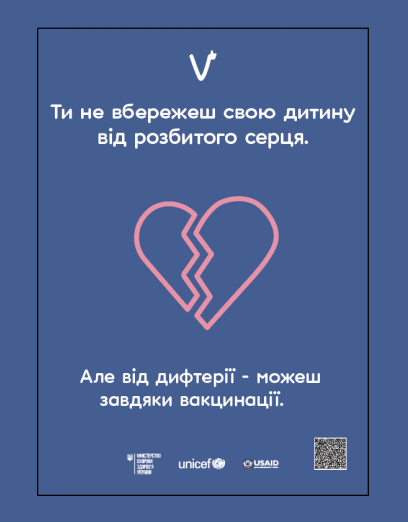 Ти не вбережеш свою дитину
від розбитого серця.
Але від дифтерії - можеш
завдяки вакцинації.
МІНІСТЕРСТВО
ОХОРОНИ
ЗДОРОВ'Я
УКРАЇНИ
unicef
USAID